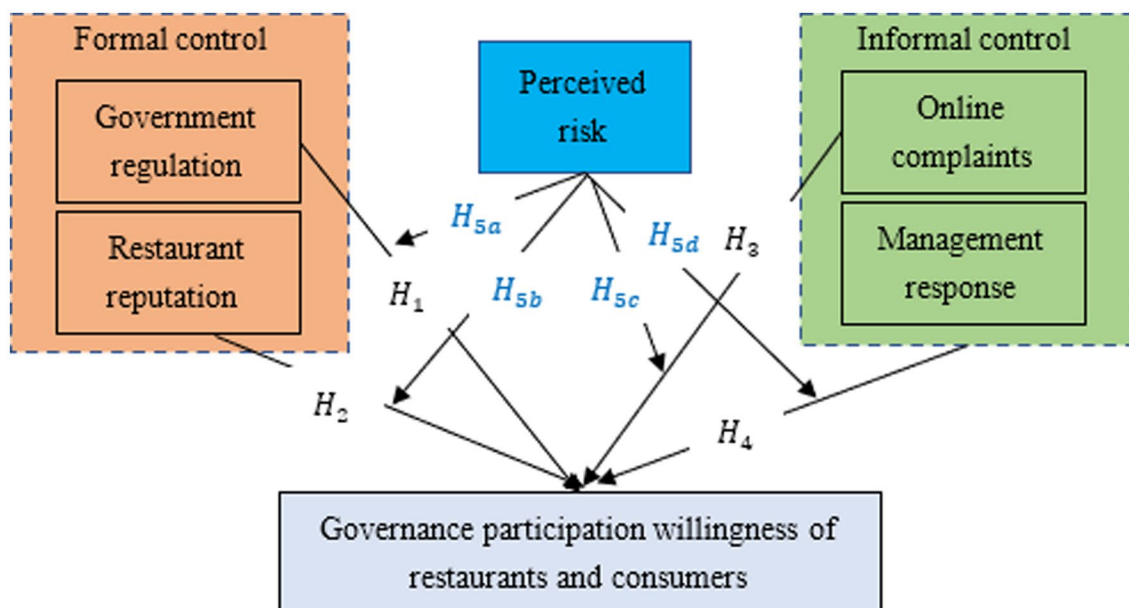 Formal control
Government
regulation
Restaurant
reputation
Perceived
risk
Informal control
Online
complaints
Management
response
H₅ₐ
H₅b
H₅c
H₅d
H₁
H₂
H₃
H₄
Governance participation willingness of
restaurants and consumers